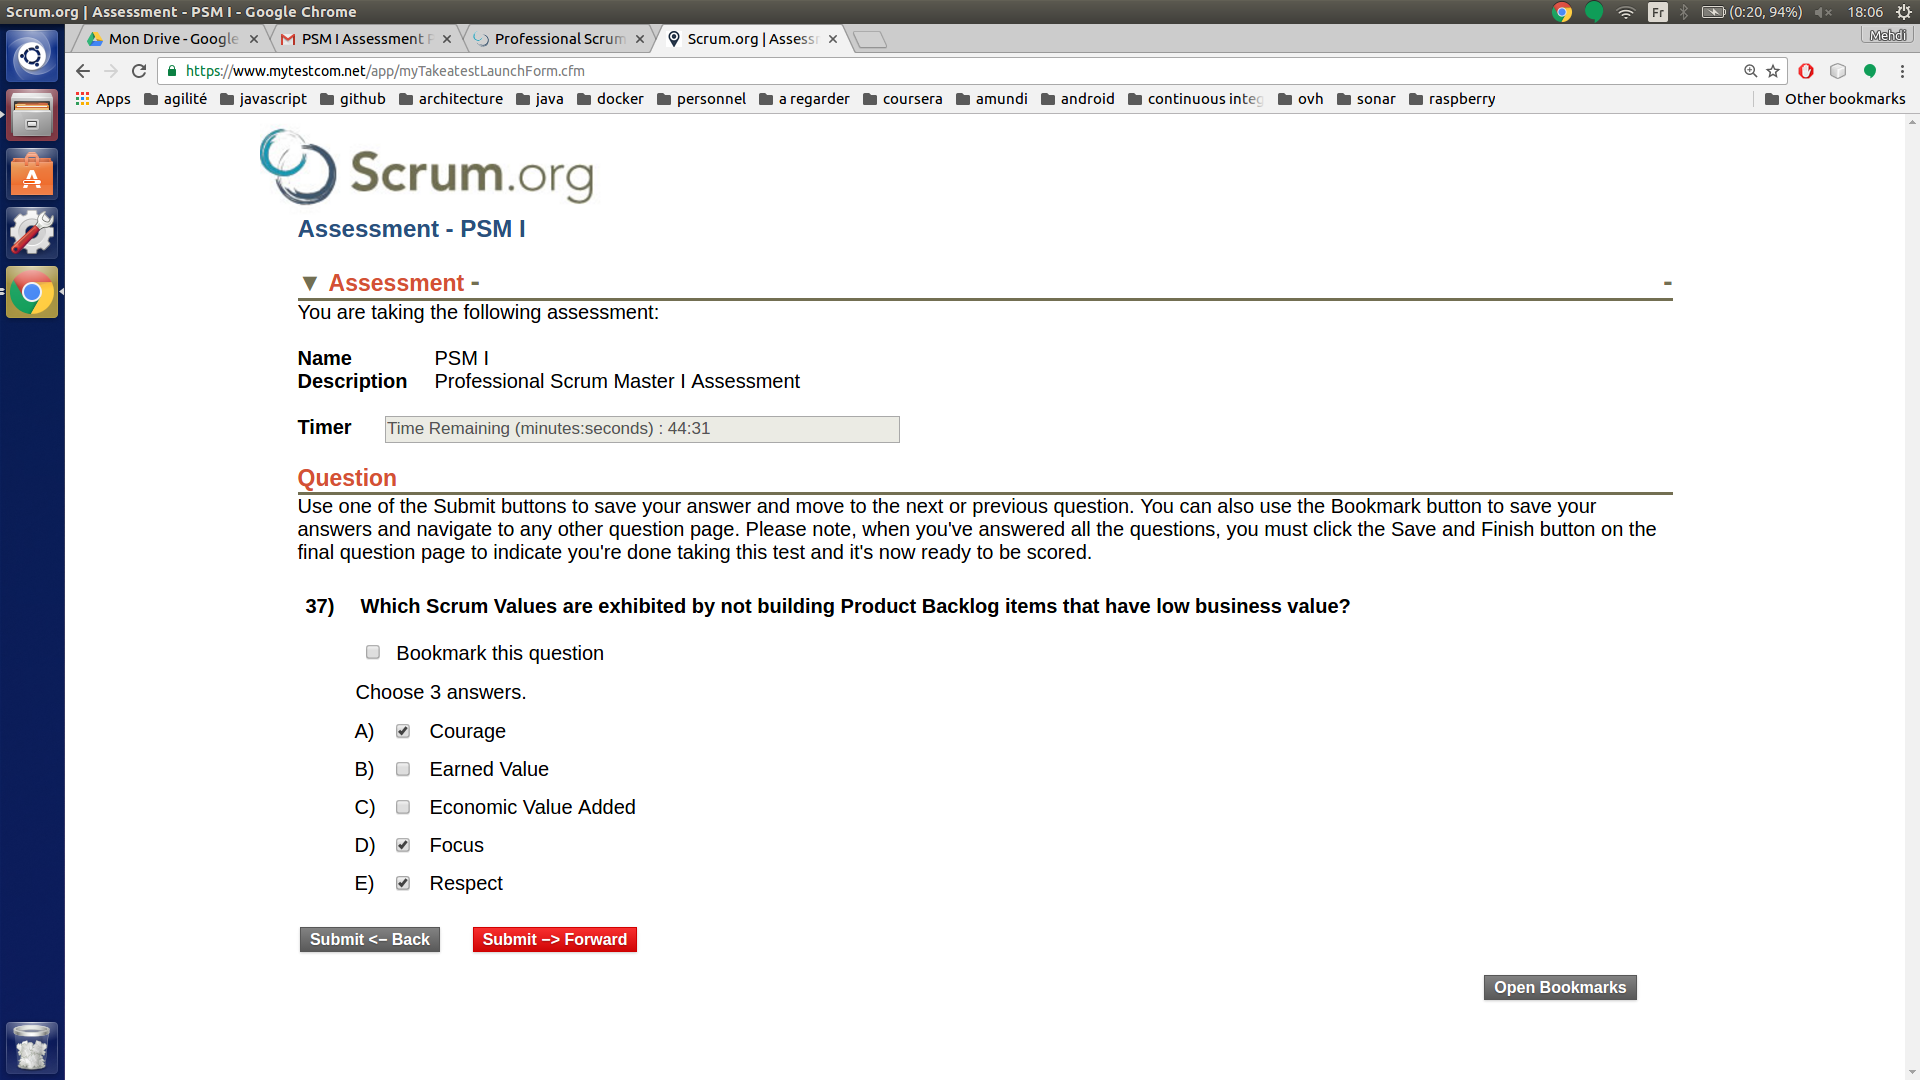 Scrum.org | Assessment - PSM I - Google Chrome
Fr
(0:20, 94%)
18:06
Mon Drive - Google
PSM I Assessment
Professional Scrum
Scrum.org | Assess
Mehdi
https://www.mytestcom.net/app/myTakeatestLaunchForm.cfm
Apps agilité javascript github architecture java docker personnel a regarder coursera amundi android continuous integ ovh sonar raspberry Other bookmarks
Scrum.org
Assessment - PSM I
▼ Assessment - -
You are taking the following assessment:
Name PSM I
Description Professional Scrum Master I Assessment
Timer Time Remaining (minutes:seconds) : 44:31
Question
Use one of the Submit buttons to save your answer and move to the next or previous question. You can also use the Bookmark button to save your
answers and navigate to any other question page. Please note, when you've answered all the questions, you must click the Save and Finish button on the
final question page to indicate you're done taking this test and it's now ready to be scored.
37) Which Scrum Values are exhibited by not building Product Backlog items that have low business value?
Bookmark this question
Choose 3 answers.
A) Courage
B) Earned Value
C) Economic Value Added
D) Focus
E) Respect
Submit <– Back Submit –> Forward
Open Bookmarks